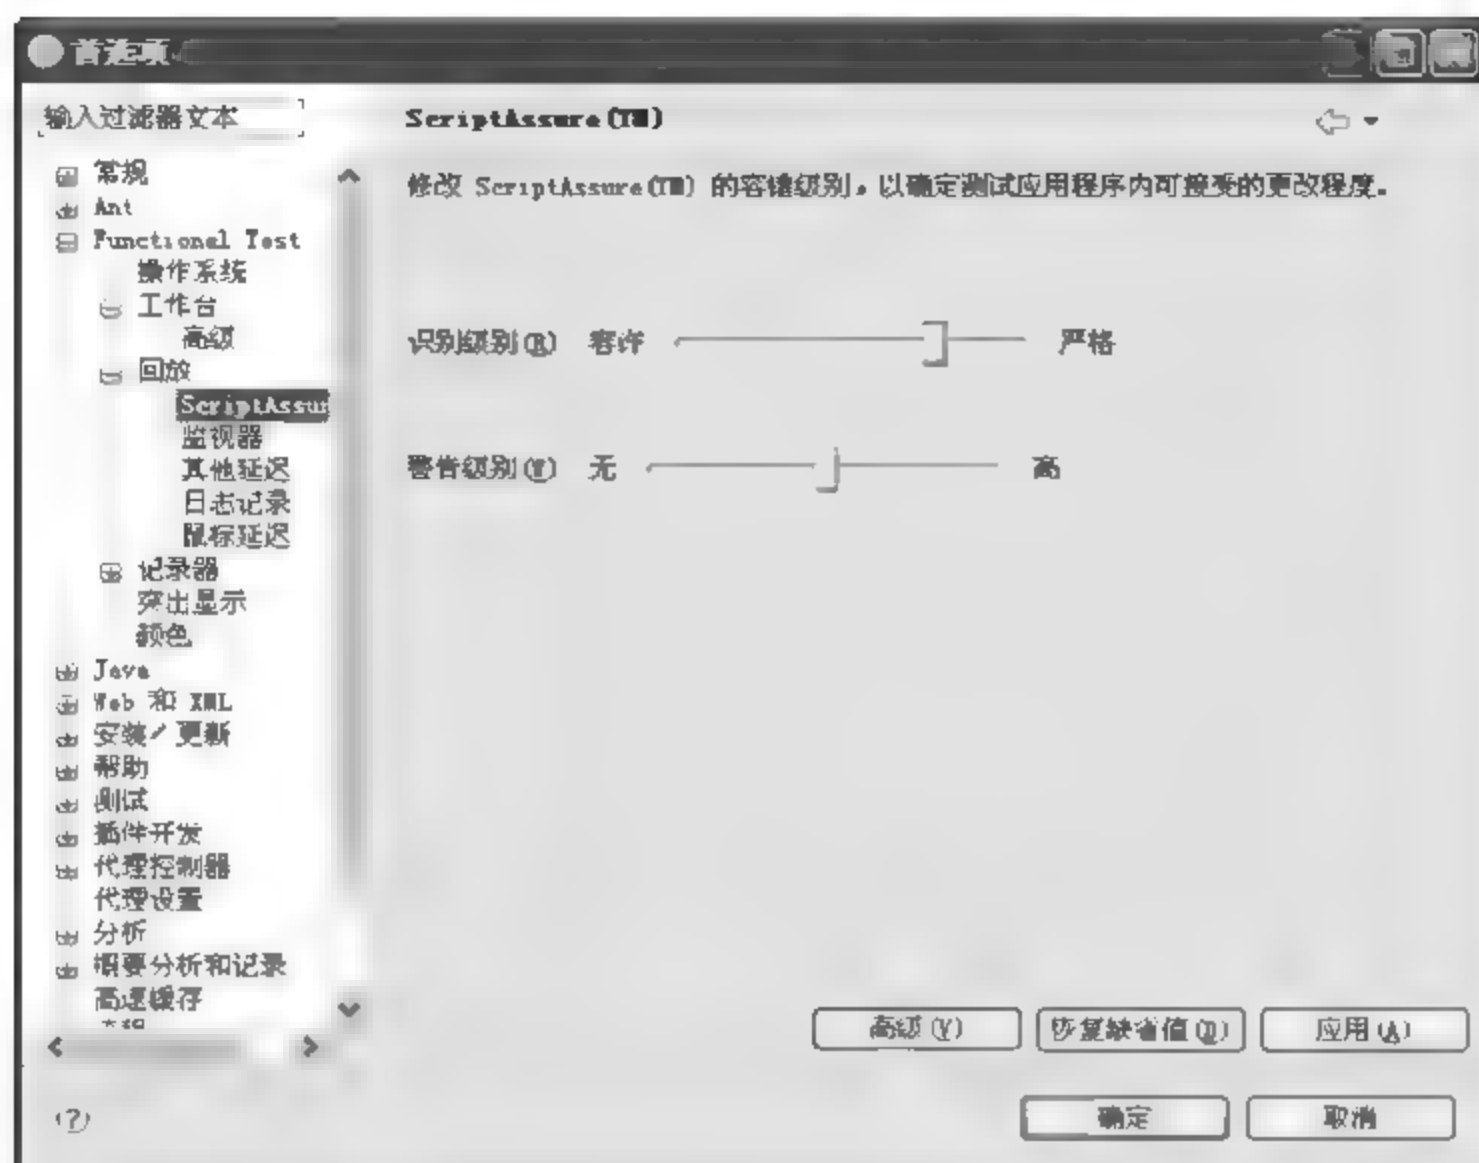 首选项
输入过滤器文本
常规
Ant
Functional Test
操作系统
工作台
高级
回放
ScriptAssur
监视器
其他延迟
日志记录
鼠标延迟
记录器
突出显示
颜色
Java
Web 和 XML
安装/更新
帮助
测试
插件开发
代理控制器
代理设置
分析
概要分析和记录
高速缓存
ScriptAssure(TM)
修改 ScriptAssure(TM) 的容错级别，以确定测试应用程序内可接受的更改程度。
识别级别(R) 容许 严格
警告级别(W) 无 高
高级(V) 恢复缺省值(D) 应用(A)
确定 取消